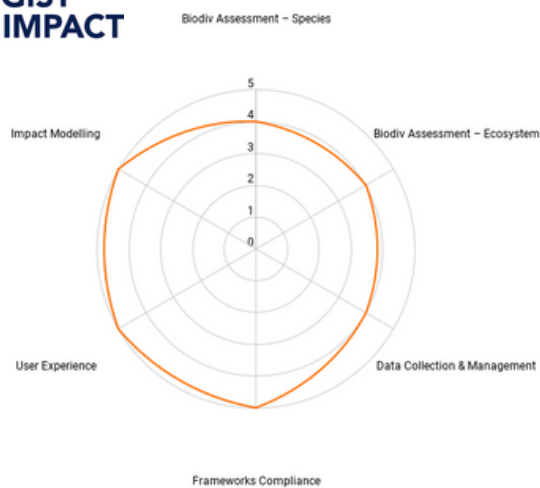 GIST
IMPACT
Biodiv Assessment – Species
5
4
3
2
1
0
Impact Modelling
Biodiv Assessment – Ecosystem
User Experience
Data Collection & Management
Frameworks Compliance